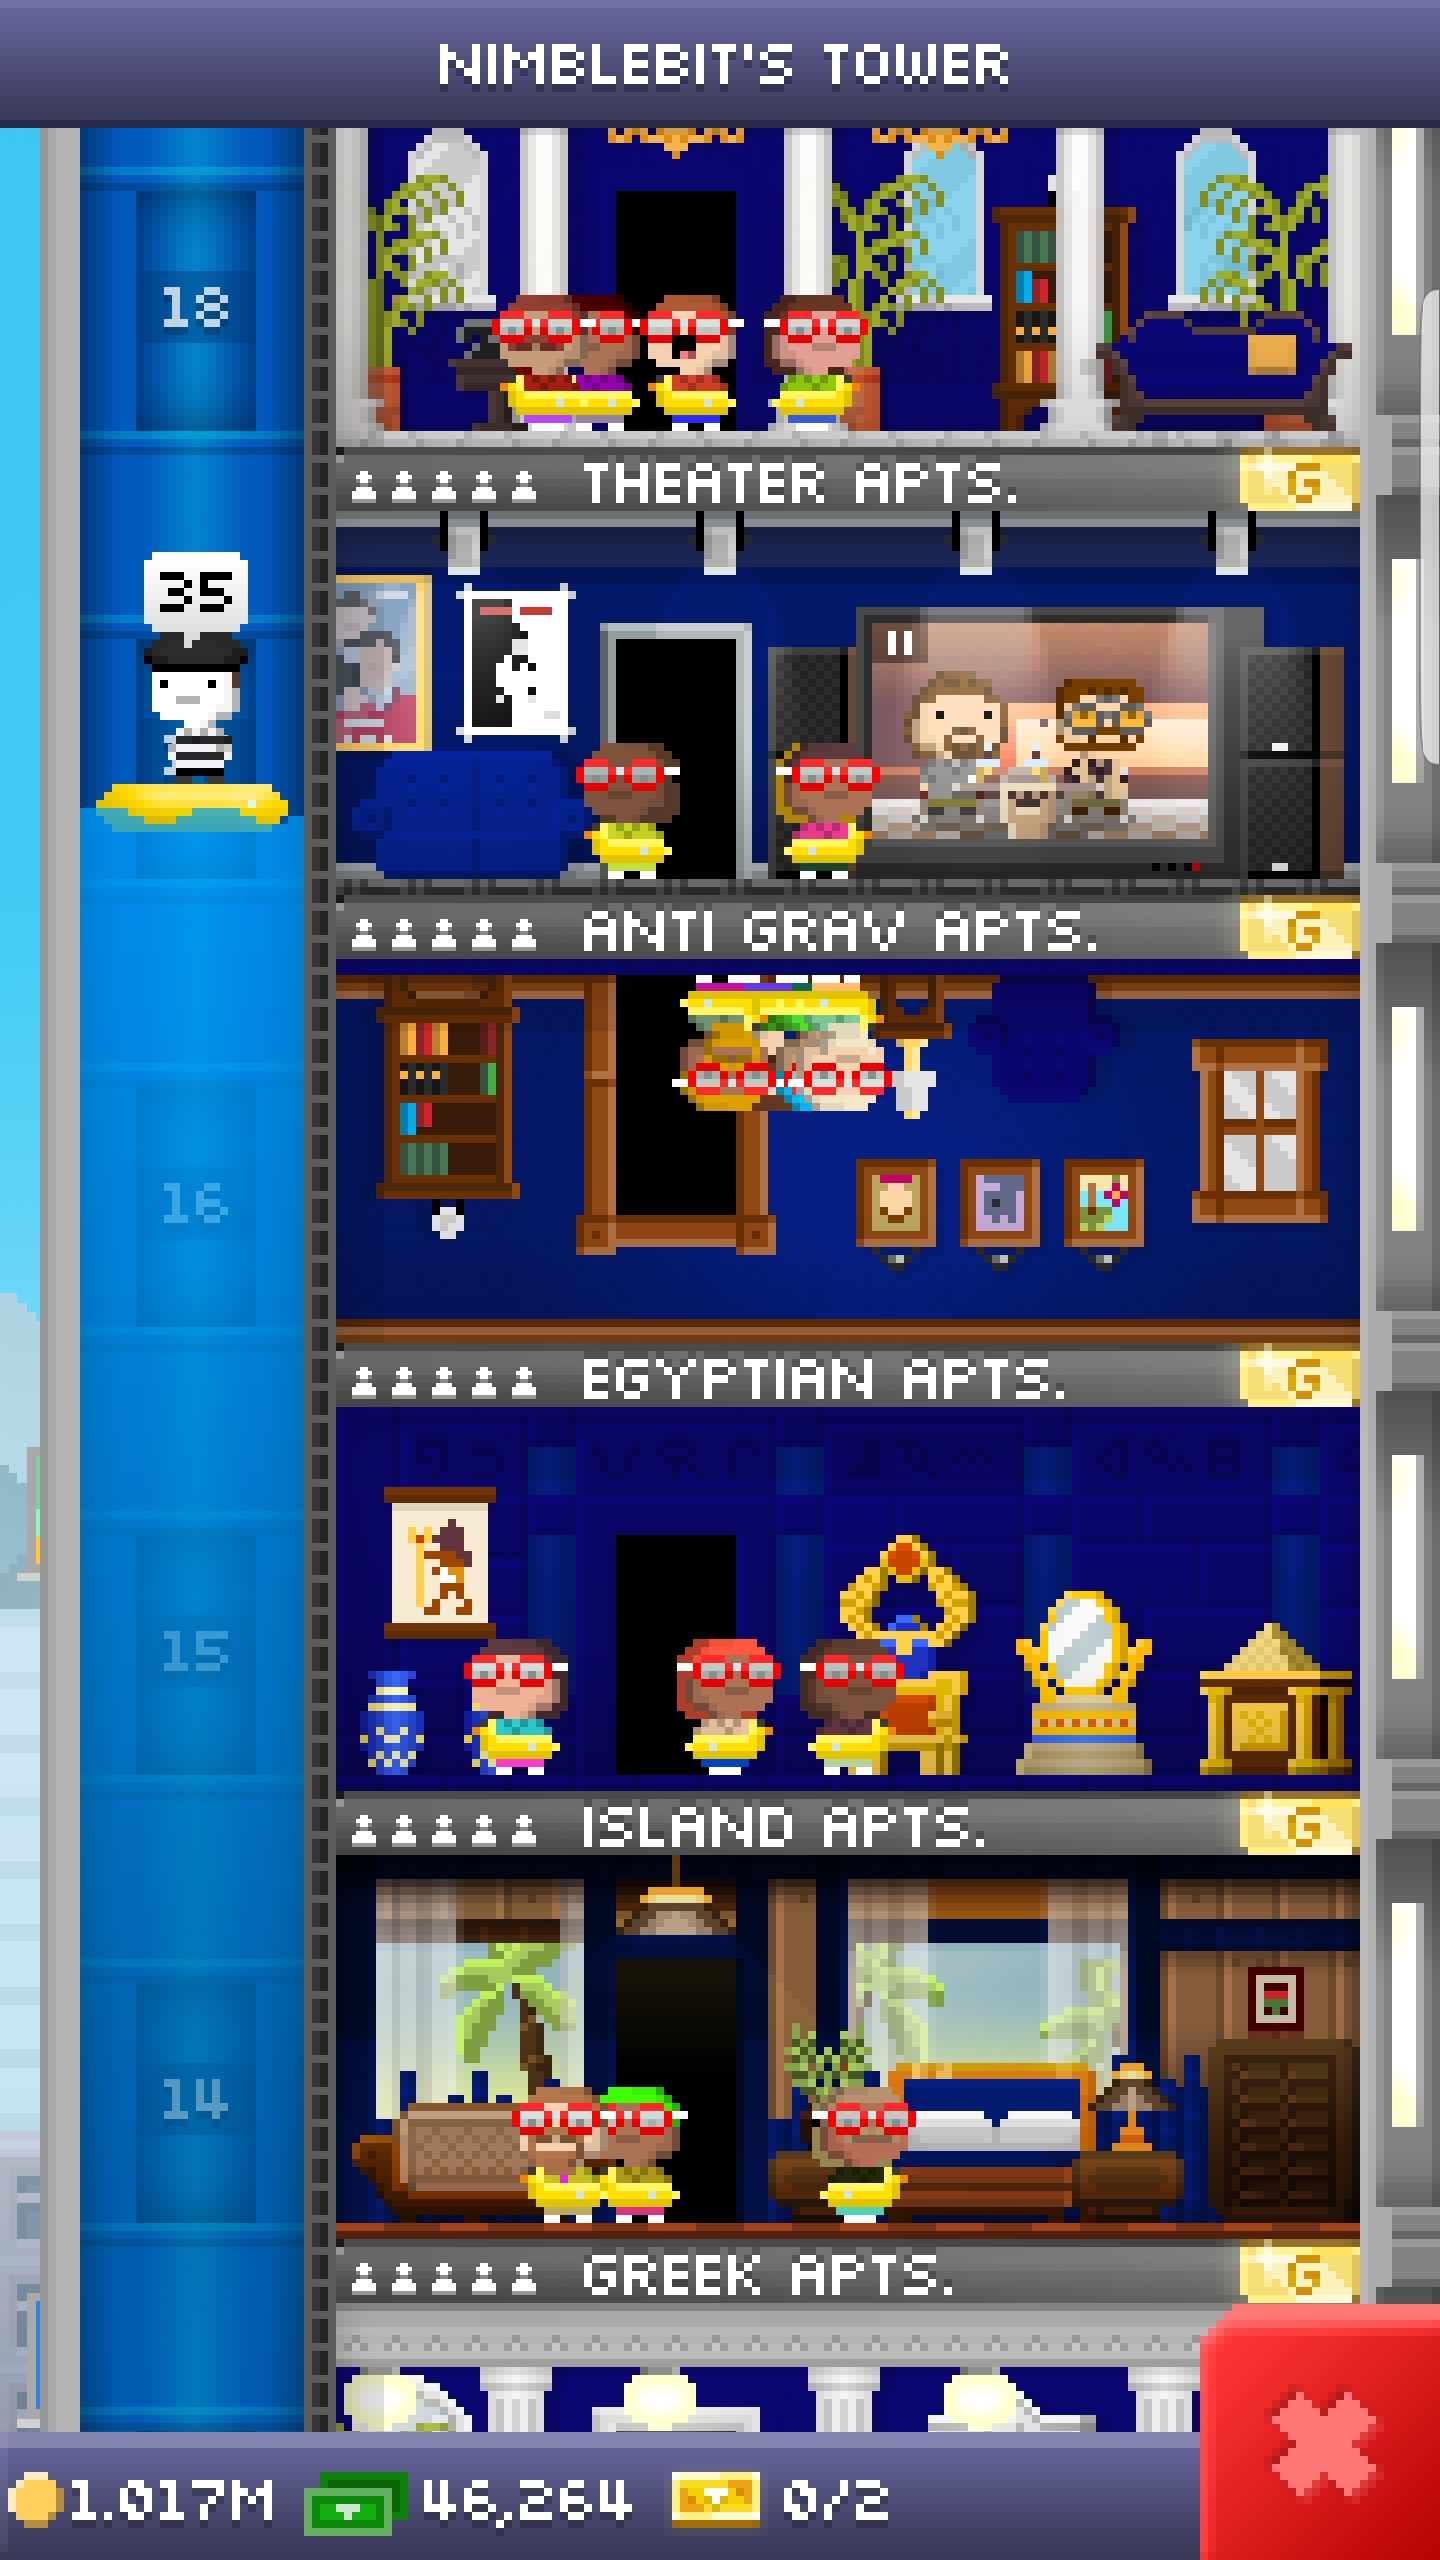 NIMBLEBIT'S TOWER
18
THEATER APTS. G
35
ANTI GRAV APTS. G
16
EGYPTIAN APTS. G
15
ISLAND APTS. G
14
GREEK APTS. G
1.017M 46,264 0/2